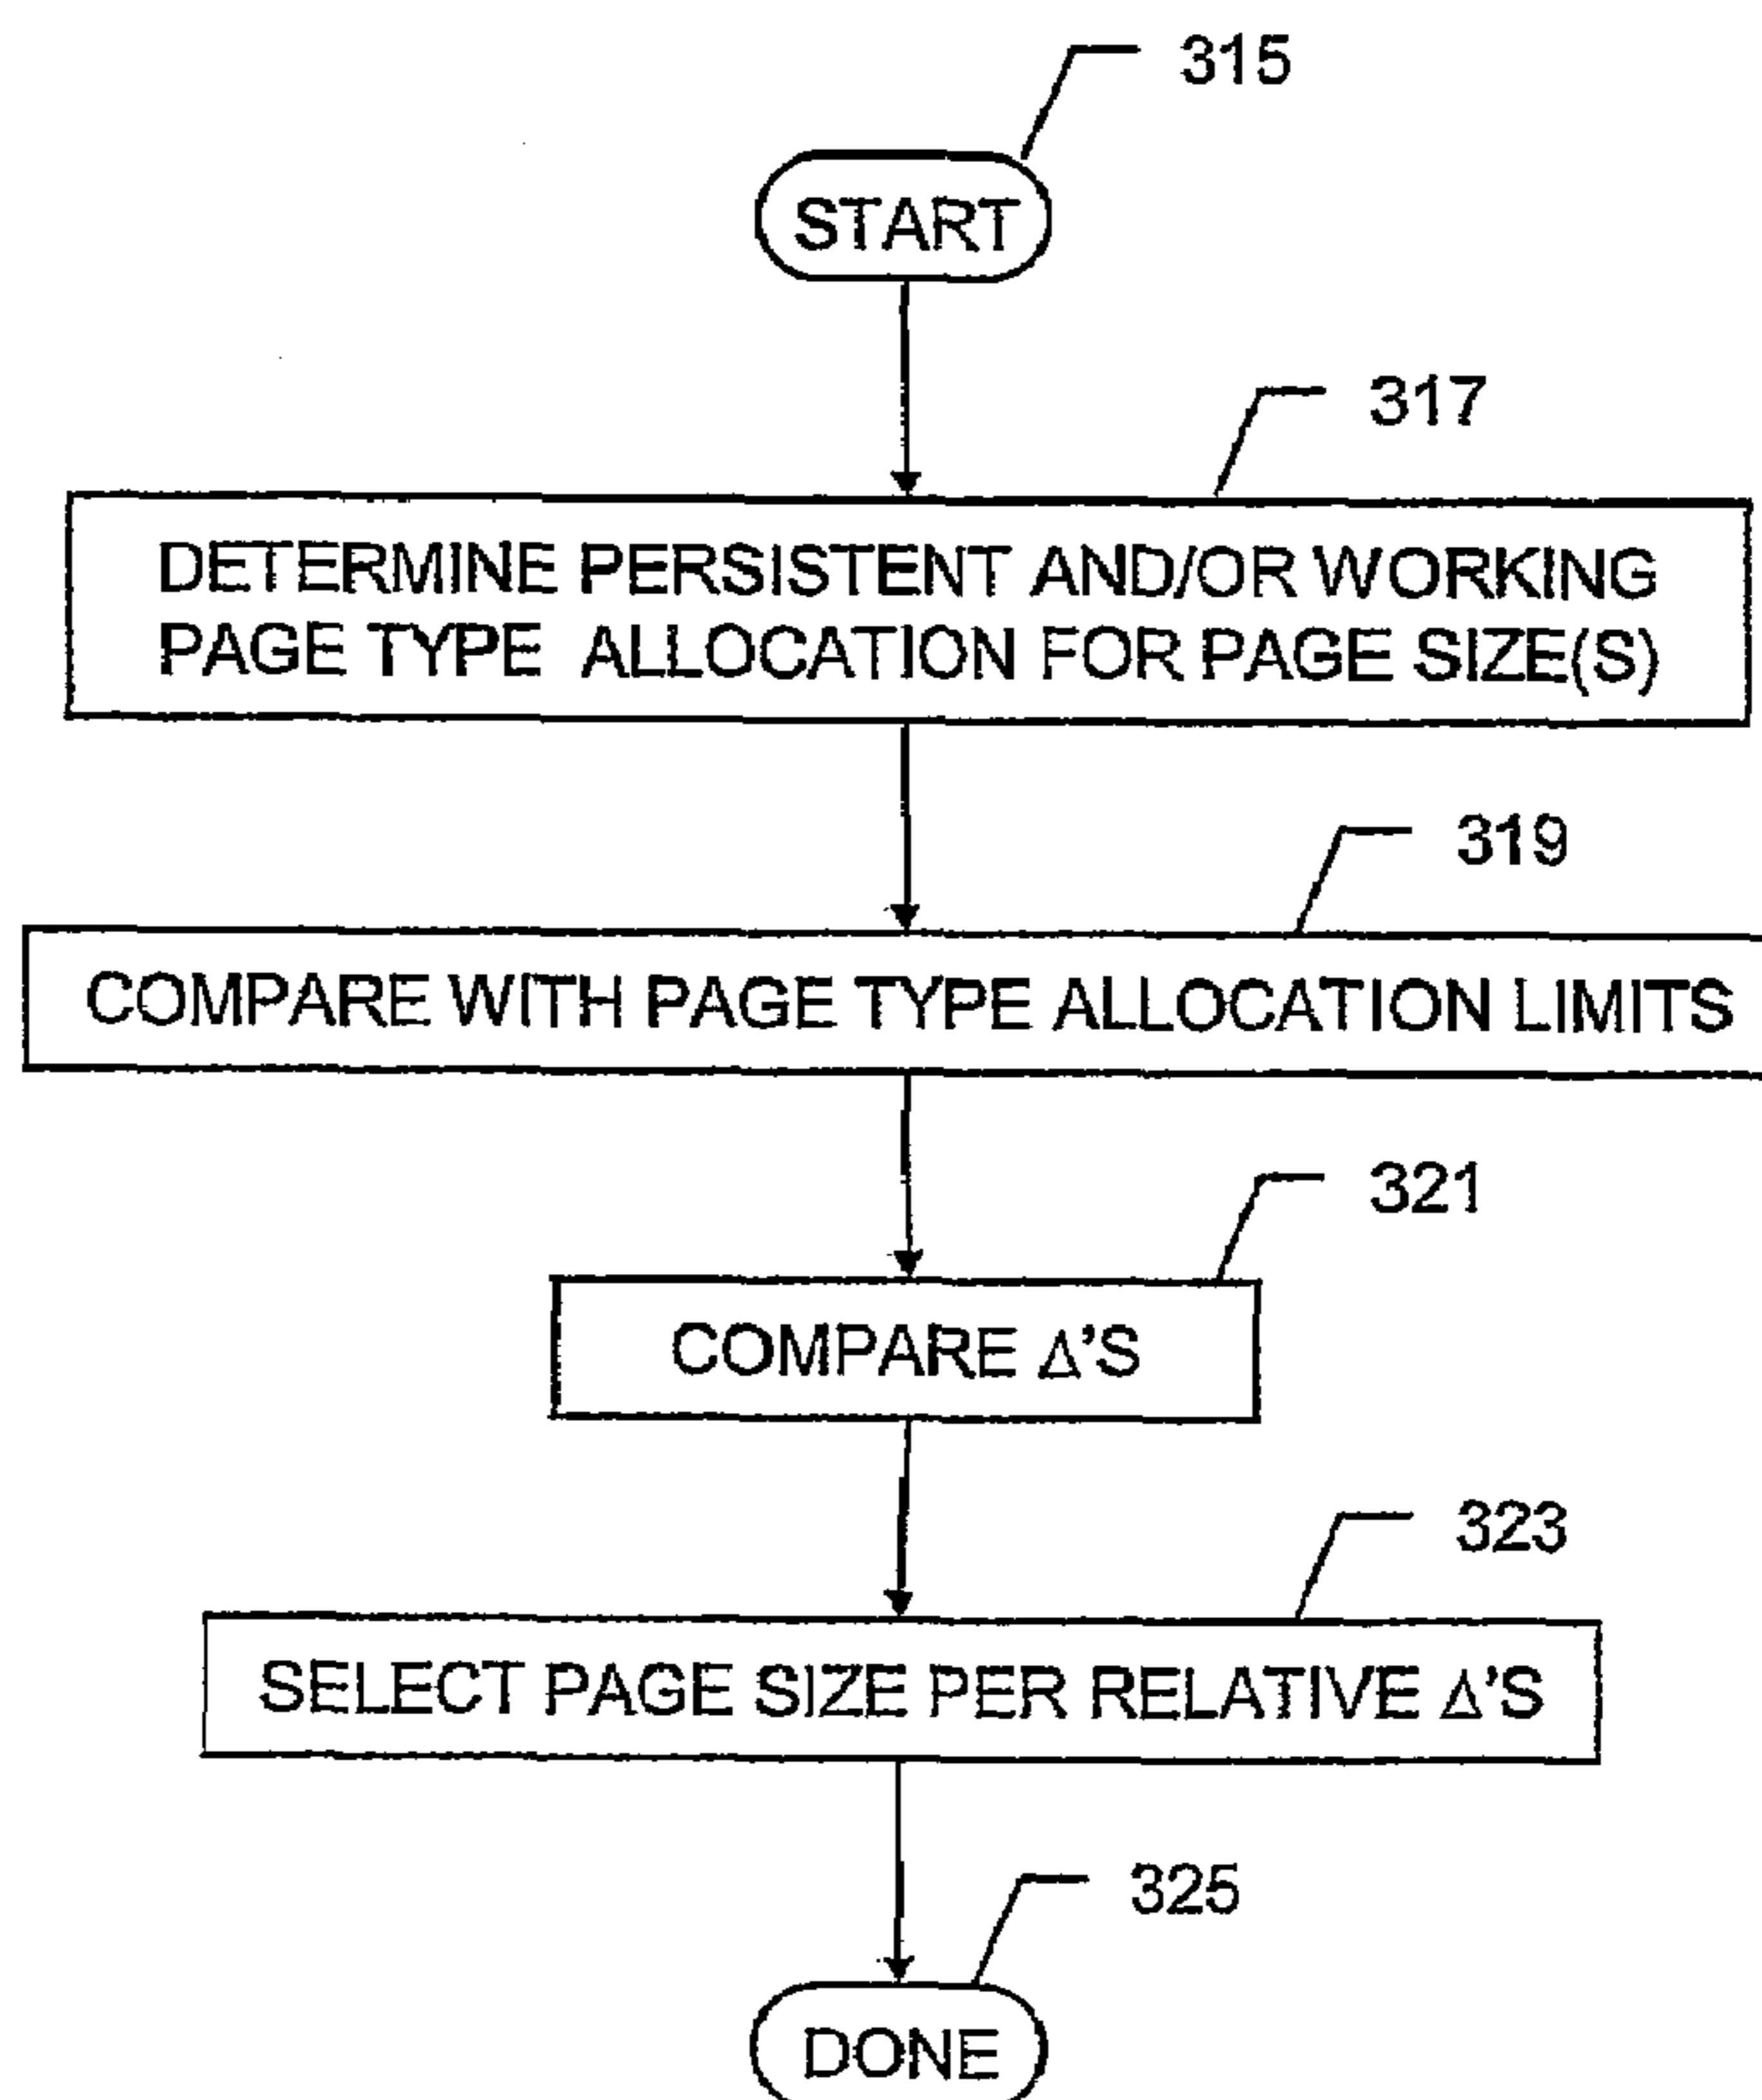 315
START
317
DETERMINE PERSISTENT AND/OR WORKING
PAGE TYPE ALLOCATION FOR PAGE SIZE(S)
319
COMPARE WITH PAGE TYPE ALLOCATION LIMITS
321
COMPARE Δ'S
323
SELECT PAGE SIZE PER RELATIVE Δ'S
325
DONE